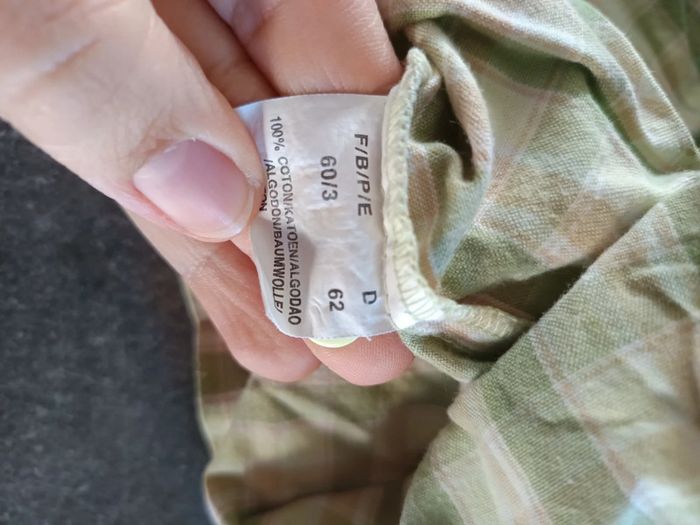 F/B/P/E D
60/3 62
100% COTON/KATOEN/ALGODAO
/ALGODON/BAUMWOLLE/